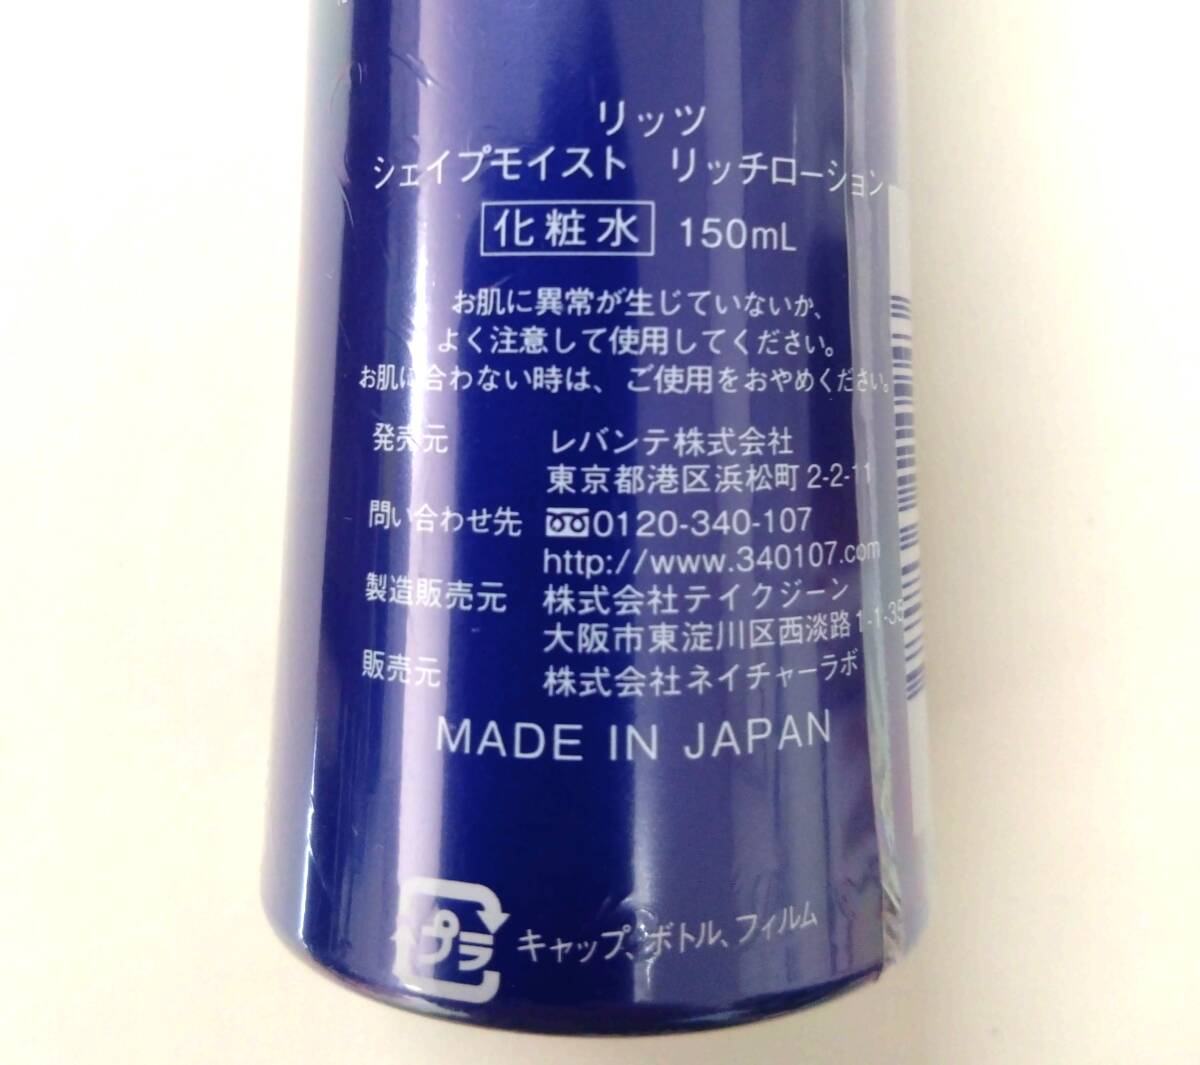 リッツ
シェイプモイスト　リッチローション
化粧水 150mL
お肌に異常が生じていないか、
よく注意して使用してください。
お肌に合わない時は、ご使用をおやめください。
発売元 レバンテ株式会社
東京都港区浜松町2-2-11
問い合わせ先 0120-340-107
http://www.340107.com
製造販売元 株式会社テイクジーン
大阪市東淀川区西淡路1-1-35
販売元 株式会社ネイチャーラボ
MADE IN JAPAN
プラ キャップ、ボトル、フィルム